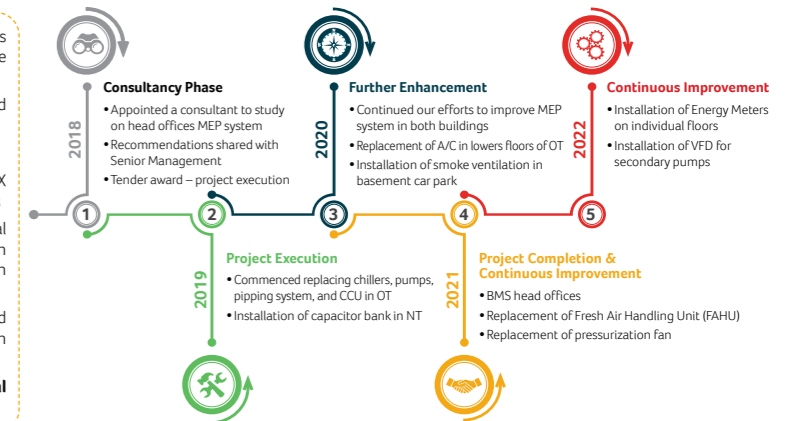 s
e
d
X
al
n
n
d
n
al
2018
Consultancy Phase
• Appointed a consultant to study
on head offices MEP system
• Recommendations shared with
Senior Management
• Tender award – project execution
2020
Further Enhancement
• Continued our efforts to improve MEP
system in both buildings
• Replacement of A/C in lowers floors of OT
• Installation of smoke ventilation in
basement car park
2022
Continuous Improvement
• Installation of Energy Meters
on individual floors
• Installation of VFD for
secondary pumps
1
2
3
4
5
2019
Project Execution
• Commenced replacing chillers, pumps,
pipping system, and CCU in OT
• Installation of capacitor bank in NT
2021
Project Completion &
Continuous Improvement
• BMS head offices
• Replacement of Fresh Air Handling Unit (FAHU)
• Replacement of pressurization fan